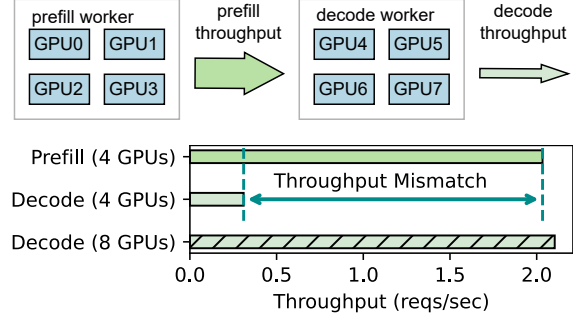 prefill worker
GPU0 GPU1
GPU2 GPU3
prefill
throughput
decode worker
GPU4 GPU5
GPU6 GPU7
decode
throughput
Prefill (4 GPUs)
Decode (4 GPUs)
Decode (8 GPUs)
Throughput Mismatch
0.0 0.5 1.0 1.5 2.0
Throughput (reqs/sec)